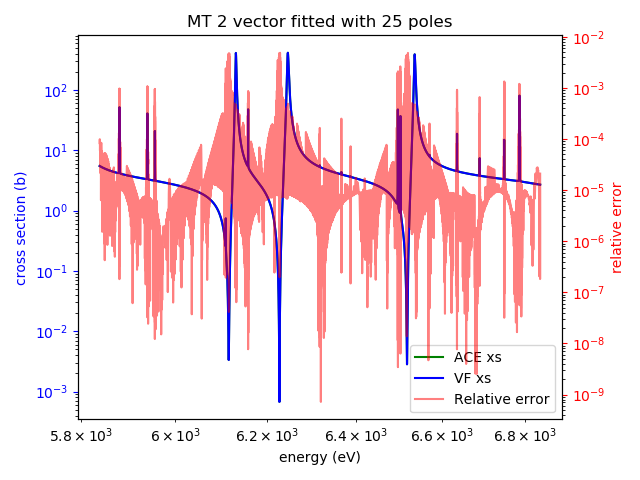 MT 2 vector fitted with 25 poles
cross section (b)
10²
10¹
10⁰
10⁻¹
10⁻²
10⁻³
10⁻²
10⁻³
10⁻⁴
10⁻⁵
10⁻⁶
10⁻⁷
10⁻⁸
10⁻⁹
relative error
ACE xs
VF xs
Relative error
5.8 × 10³ 6 × 10³ 6.2 × 10³ 6.4 × 10³ 6.6 × 10³ 6.8 × 10³
energy (eV)